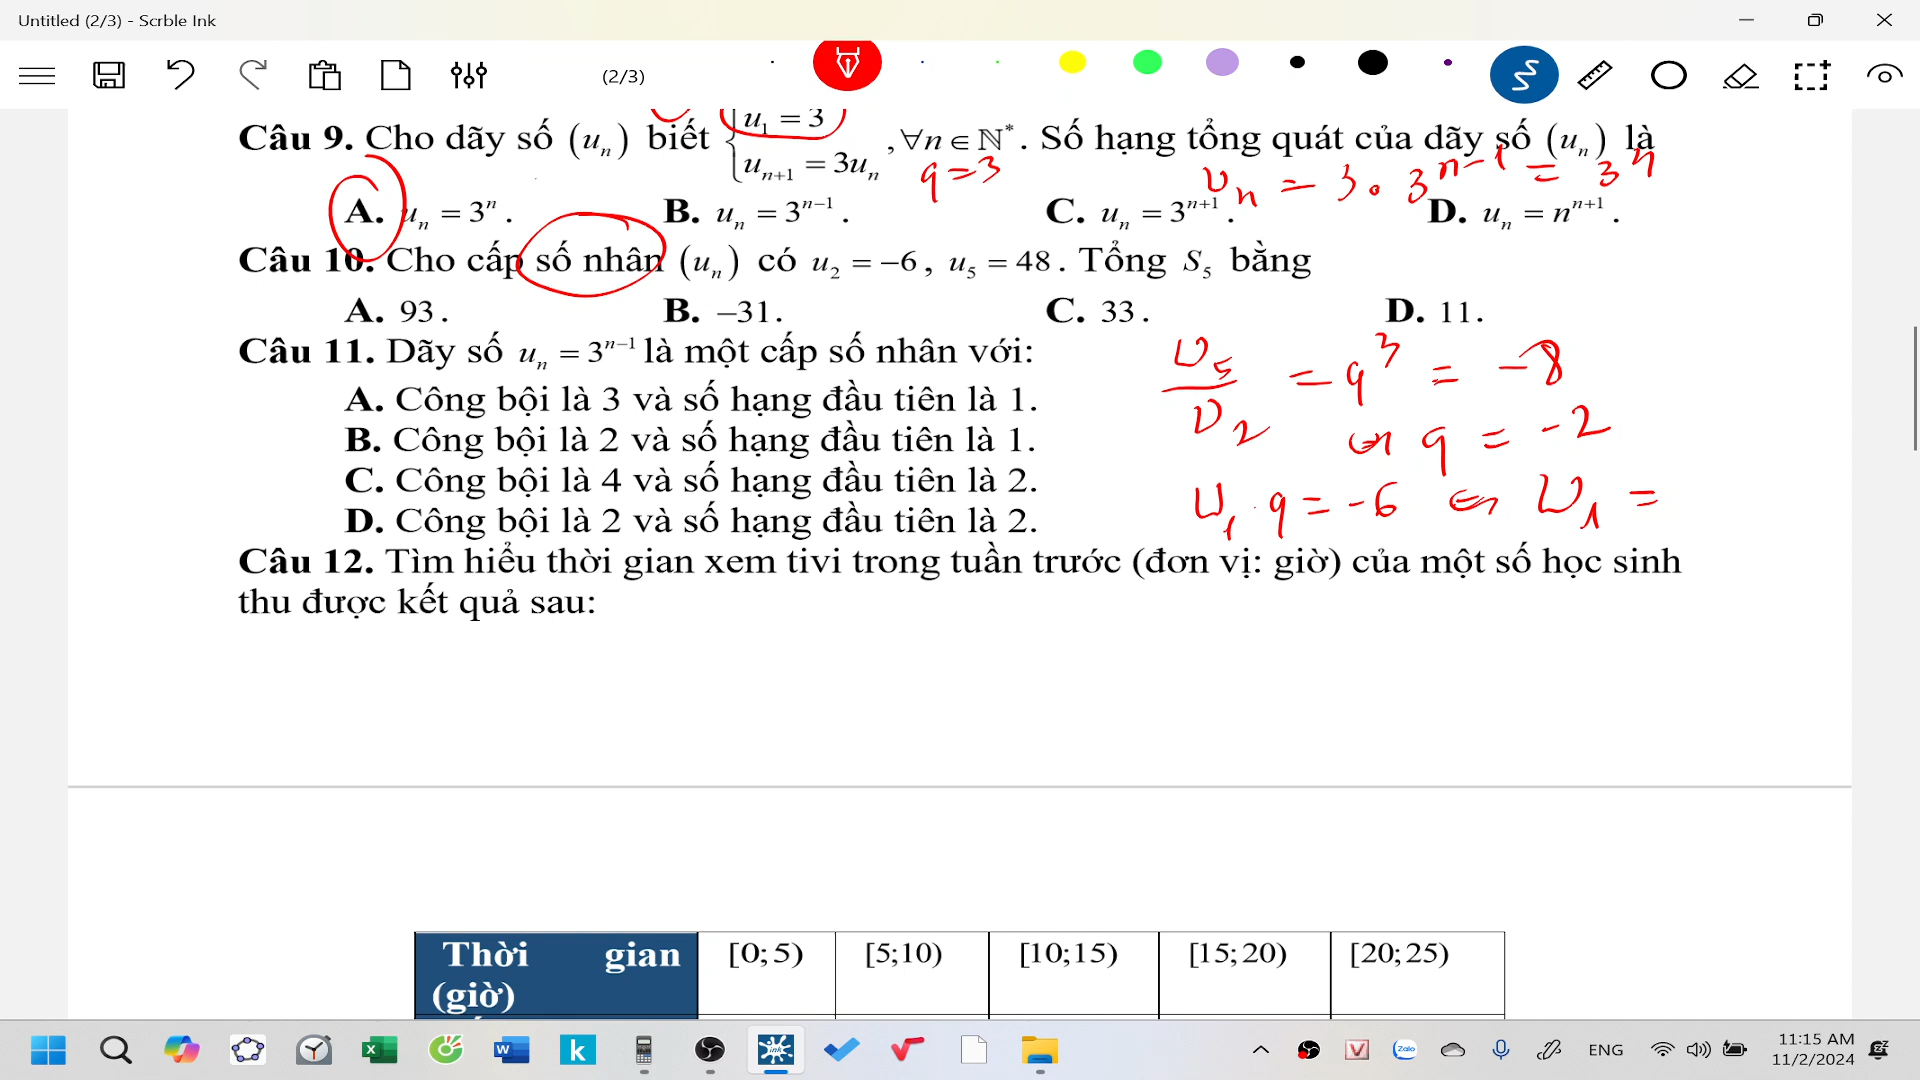 Untitled (2/3) - Scrble Ink
(2/3)
Câu 9. Cho dãy số (uₙ) biết {u₁ = 3; uₙ₊₁ = 3uₙ , ∀n ∈ ℕ*. Số hạng tổng quát của dãy số (uₙ) là
q = 3
uₙ = 3 . 3ⁿ⁻¹ = 3ⁿ
A. uₙ = 3ⁿ. B. uₙ = 3ⁿ⁻¹. C. uₙ = 3ⁿ⁺¹. D. uₙ = nⁿ⁺¹.
Câu 10. Cho cấp số nhân (uₙ) có u₂ = −6, u₅ = 48. Tổng S₅ bằng
A. 93. B. −31. C. 33. D. 11.
Câu 11. Dãy số uₙ = 3ⁿ⁻¹ là một cấp số nhân với:
A. Công bội là 3 và số hạng đầu tiên là 1.
B. Công bội là 2 và số hạng đầu tiên là 1.
C. Công bội là 4 và số hạng đầu tiên là 2.
D. Công bội là 2 và số hạng đầu tiên là 2.
u₅/u₂ = q³ = −8
⇔ q = −2
u₁ . q = −6 ⇔ u₁ =
Câu 12. Tìm hiểu thời gian xem tivi trong tuần trước (đơn vị: giờ) của một số học sinh
thu được kết quả sau:
Thời gian (giờ) [0;5) [5;10) [10;15) [15;20) [20;25)
ENG
11:15 AM
11/2/2024